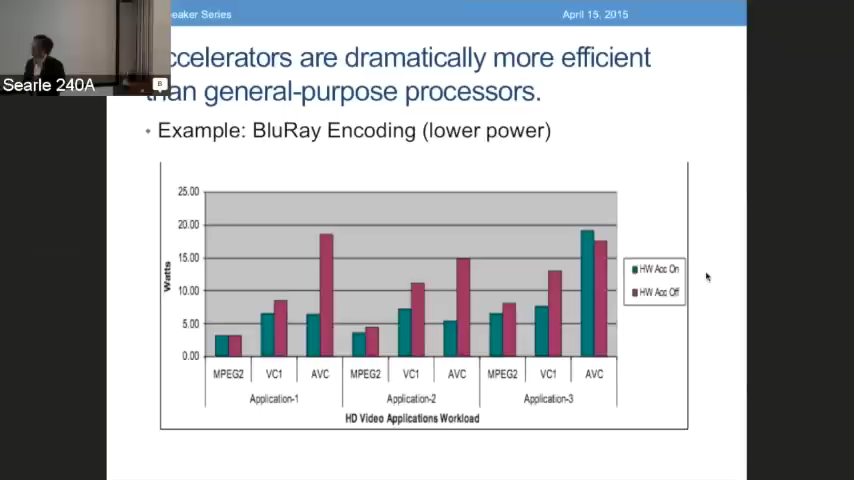 eaker Series
April 15, 2015
Searle 240A
B
ccelerators are dramatically more efficient
an general-purpose processors.
• Example: BluRay Encoding (lower power)
25.00
20.00
15.00
10.00
5.00
0.00
Watts
HW Acc On
HW Acc Off
MPEG2 VC1 AVC MPEG2 VC1 AVC MPEG2 VC1 AVC
Application-1 Application-2 Application-3
HD Video Applications Workload